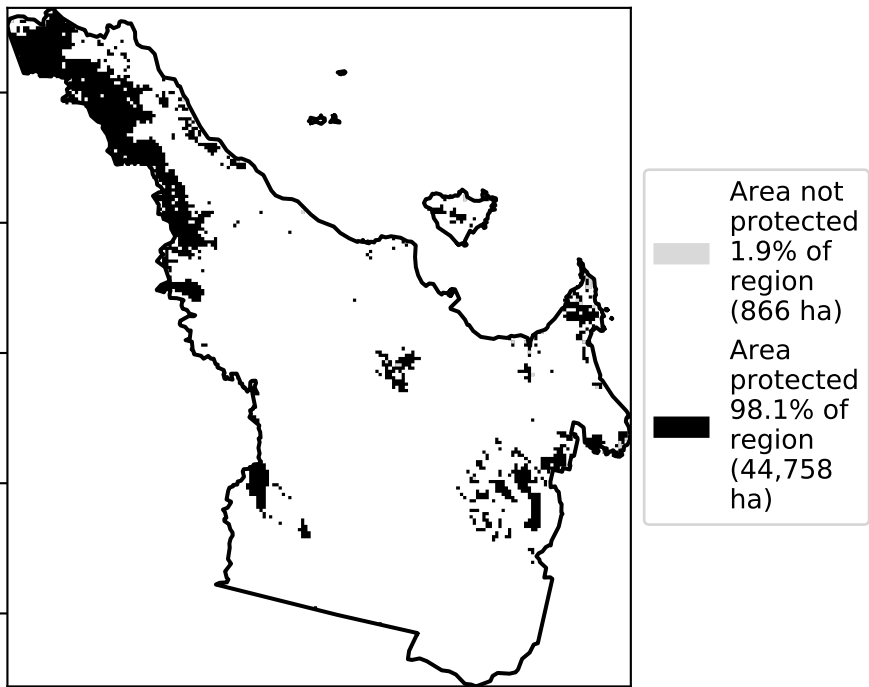 Area not
protected
1.9% of
region
(866 ha)
Area
protected
98.1% of
region
(44,758
ha)